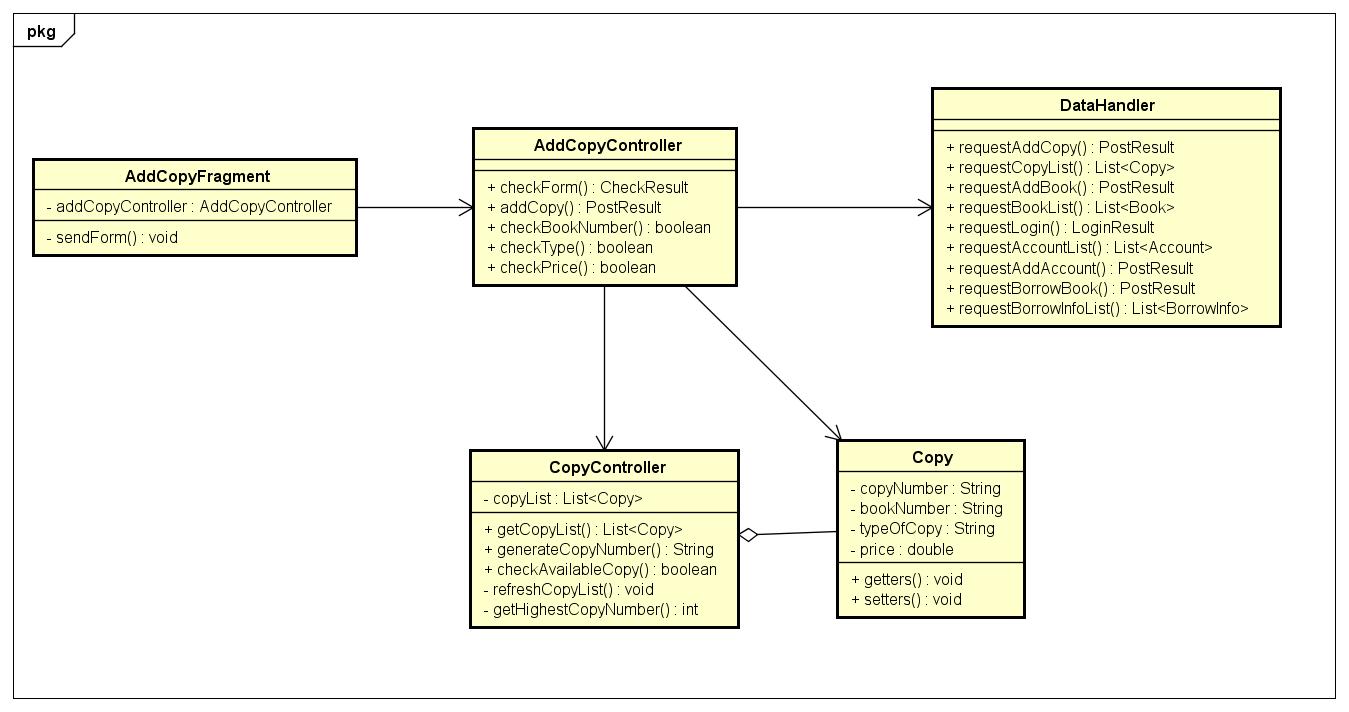 pkg
AddCopyFragment
- addCopyController : AddCopyController
- sendForm() : void
AddCopyController
+ checkForm() : CheckResult
+ addCopy() : PostResult
+ checkBookNumber() : boolean
+ checkType() : boolean
+ checkPrice() : boolean
DataHandler
+ requestAddCopy() : PostResult
+ requestCopyList() : List<Copy>
+ requestAddBook() : PostResult
+ requestBookList() : List<Book>
+ requestLogin() : LoginResult
+ requestAccountList() : List<Account>
+ requestAddAccount() : PostResult
+ requestBorrowBook() : PostResult
+ requestBorrowInfoList() : List<BorrowInfo>
CopyController
- copyList : List<Copy>
+ getCopyList() : List<Copy>
+ generateCopyNumber() : String
+ checkAvailableCopy() : boolean
- refreshCopyList() : void
- getHighestCopyNumber() : int
Copy
- copyNumber : String
- bookNumber : String
- typeOfCopy : String
- price : double
+ getters() : void
+ setters() : void